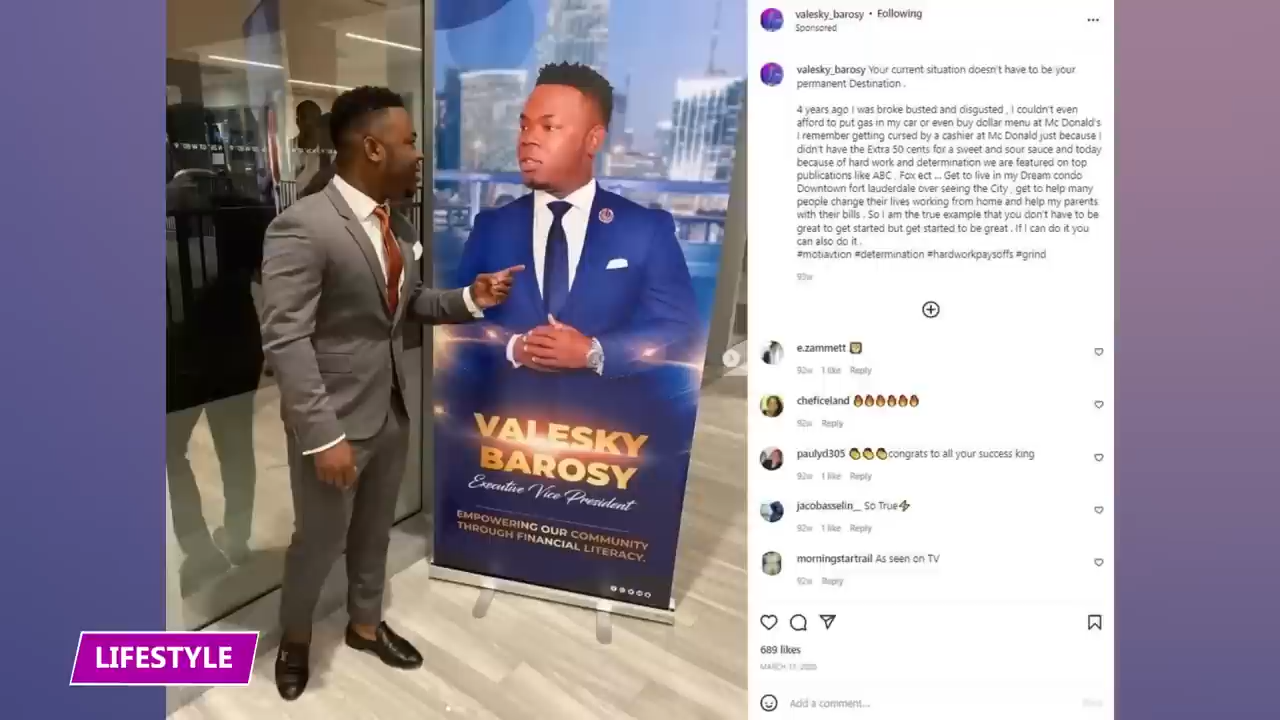 valesky_barosy • Following
Sponsored
valesky_barosy Your current situation doesn't have to be your
permanent Destination .
4 years ago I was broke busted and disgusted , I couldn't even
afford to put gas in my car or even buy dollar menu at Mc Donald's
I remember getting cursed by a cashier at Mc Donald just because I
didn't have the Extra 50 cents for a sweet and sour sauce and today
because of hard work and determination we are featured on top
publications like ABC , Fox ect ... Get to live in my Dream condo
Downtown fort lauderdale over seeing the City , get to help many
people change their lives working from home and help my parents
with their bills . So I am the true example that you don't have to be
great to get started but get started to be great . If I can do it you
can also do it .
#motiavtion #determination #hardworkpaysoffs #grind
92w
e.zammett
92w 1 like Reply
cheficeland 🔥🔥🔥🔥🔥🔥
92w Reply
paulyd305 👏👏👏congrats to all your success king
92w 1 like Reply
jacobasselin__ So True⚡
92w 1 like Reply
morningstartrail As seen on TV
92w Reply
689 likes
Add a comment...
VALESKY
BAROSY
Executive Vice President
EMPOWERING OUR COMMUNITY
THROUGH FINANCIAL LITERACY.
LIFESTYLE